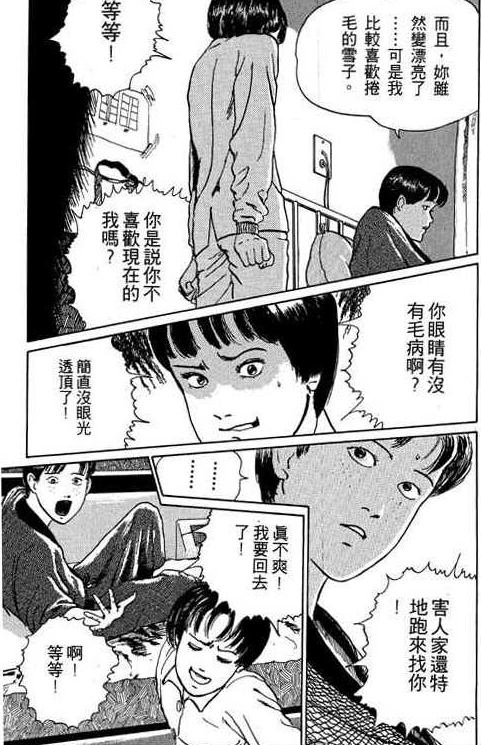 而且，妳雖
然變漂亮了
……可是我
比較喜歡捲
毛的雪子。
等等！
你是説你不
喜歡現在的
我嗎？
你眼睛有沒
有毛病啊？
簡直沒眼光
透頂了！
……
害人家還特
地跑來找你
！
真不爽！
我要回去
了！
啊！
等等！